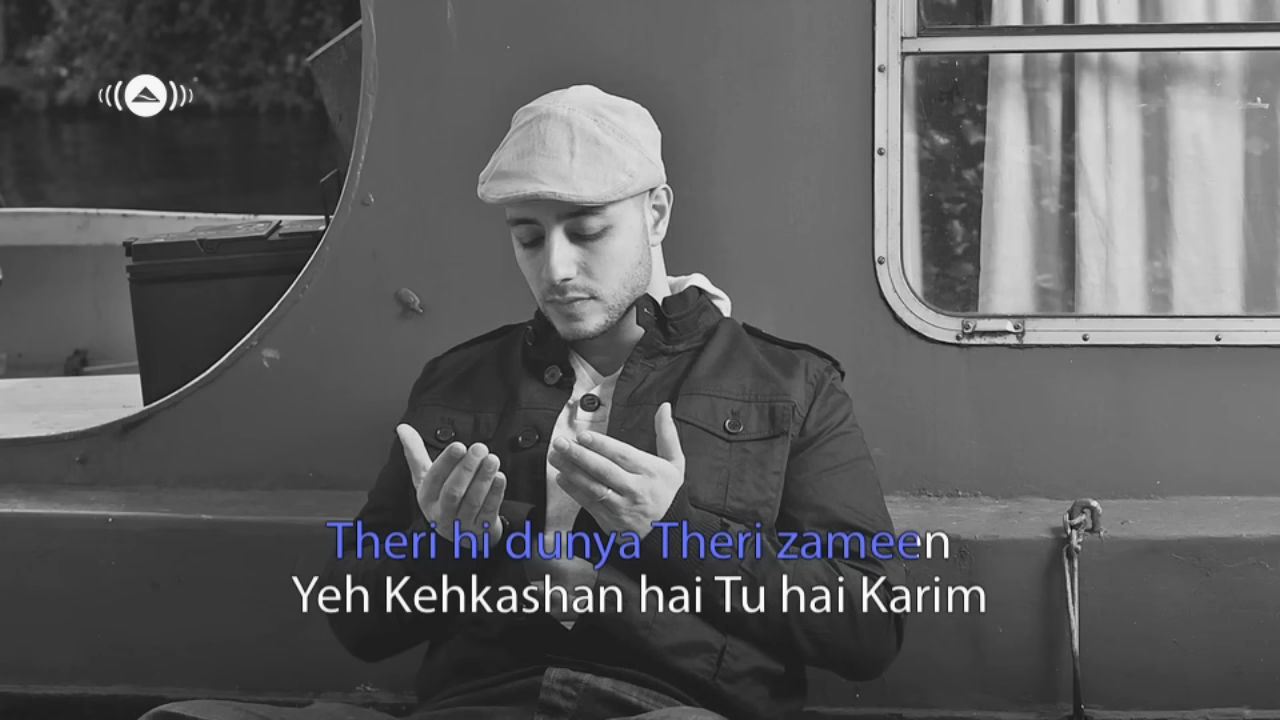 Theri hi dunya Theri zameen
Yeh Kehkashan hai Tu hai Karim